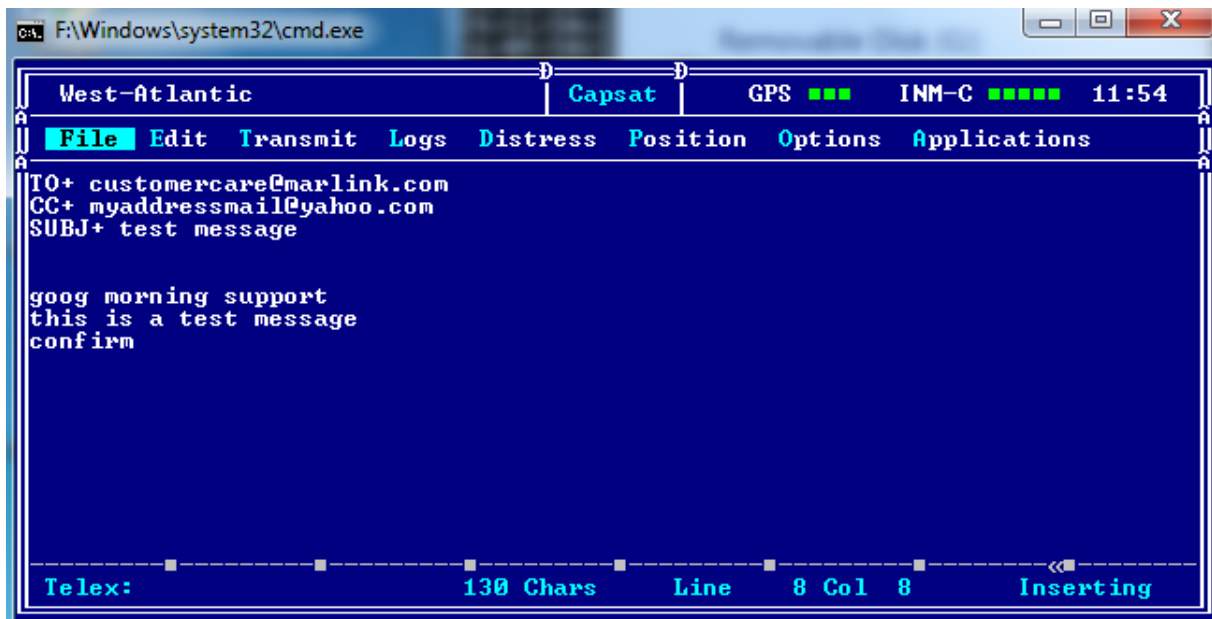 F:\Windows\system32\cmd.exe
West-Atlantic Capsat GPS INM-C 11:54
File Edit Transmit Logs Distress Position Options Applications
TO+ customercare@marlink.com
CC+ myaddressmail@yahoo.com
SUBJ+ test message
goog morning support
this is a test message
confirm
Telex: 130 Chars Line 8 Col 8 Inserting